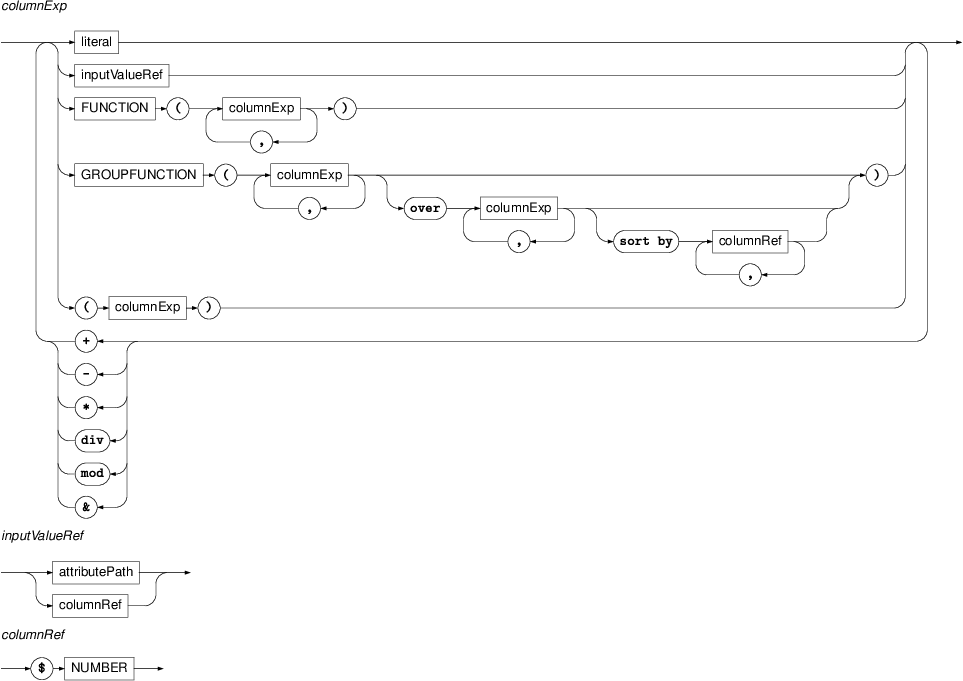 columnExp
literal
inputValueRef
FUNCTION ( columnExp )
,
GROUPFUNCTION ( columnExp )
, over columnExp
, sort by columnRef
,
( columnExp )
+
-
*
div
mod
&
inputValueRef
attributePath
columnRef
columnRef
$ NUMBER